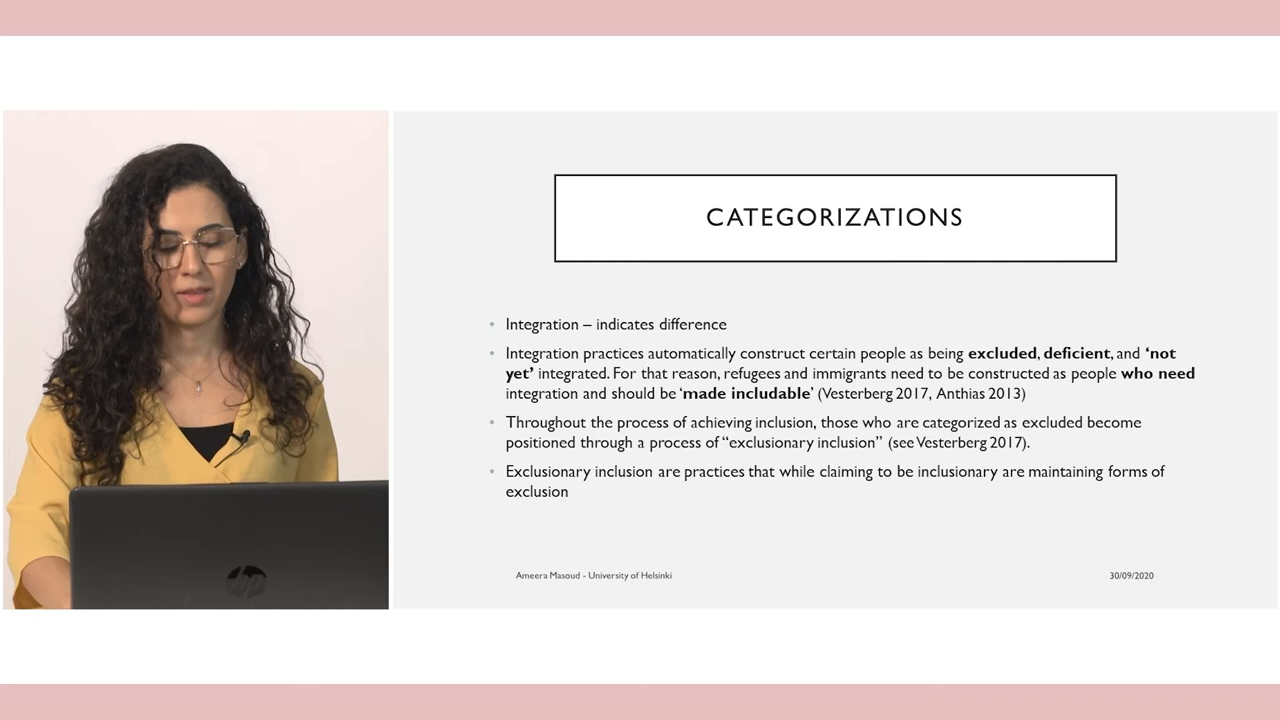 CATEGORIZATIONS
• Integration – indicates difference
• Integration practices automatically construct certain people as being excluded, deficient, and ‘not
yet’ integrated. For that reason, refugees and immigrants need to be constructed as people who need
integration and should be ‘made includable’ (Vesterberg 2017, Anthias 2013)
• Throughout the process of achieving inclusion, those who are categorized as excluded become
positioned through a process of “exclusionary inclusion” (see Vesterberg 2017).
• Exclusionary inclusion are practices that while claiming to be inclusionary are maintaining forms of
exclusion
Ameera Masoud - University of Helsinki
30/09/2020
hp